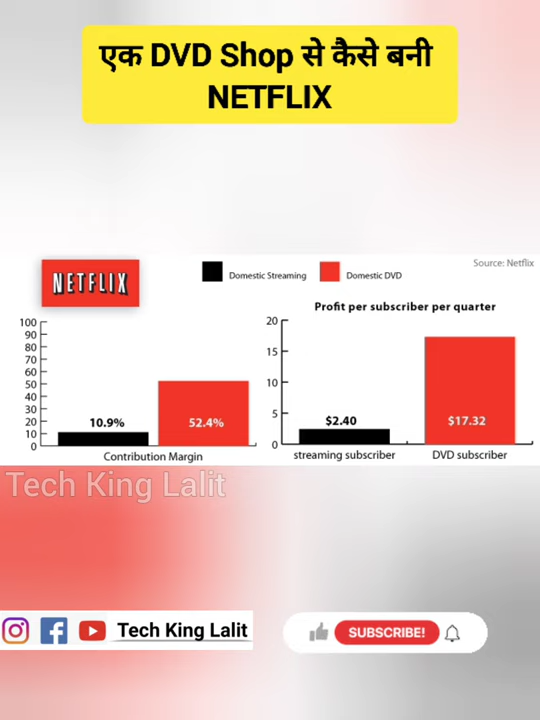 एक DVD Shop से कैसे बनी
NETFLIX
NETFLIX
Domestic Streaming
Domestic DVD
Source: Netflix
100
90
80
70
60
50
40
30
20
10
0
10.9%
52.4%
Contribution Margin
Profit per subscriber per quarter
20
15
10
5
0
$2.40
$17.32
streaming subscriber
DVD subscriber
Tech King Lalit
Tech King Lalit
SUBSCRIBE!